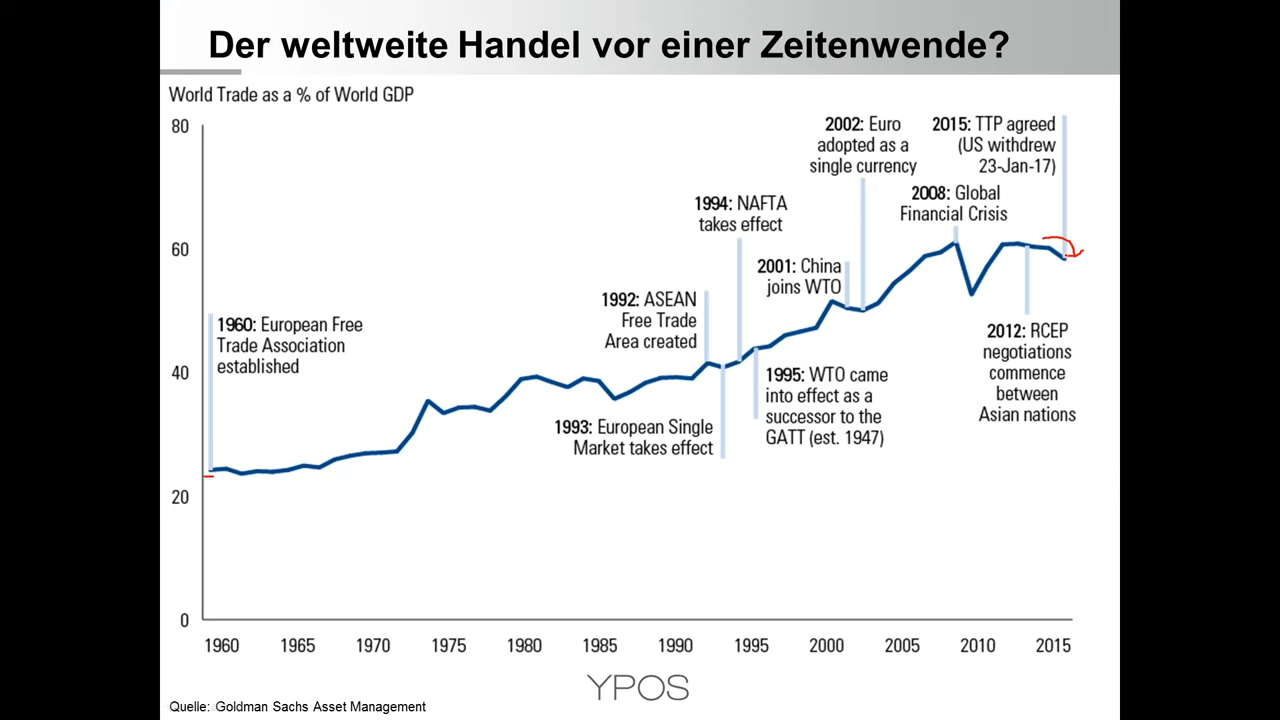 Der weltweite Handel vor einer Zeitenwende?
World Trade as a % of World GDP
80
60
40
20
0
1960: European Free
Trade Association
established
1992: ASEAN
Free Trade
Area created
1993: European Single
Market takes effect
1994: NAFTA
takes effect
1995: WTO came
into effect as a
successor to the
GATT (est. 1947)
2001: China
joins WTO
2002: Euro
adopted as a
single currency
2008: Global
Financial Crisis
2015: TTP agreed
(US withdrew
23-Jan-17)
2012: RCEP
negotiations
commence
between
Asian nations
1960 1965 1970 1975 1980 1985 1990 1995 2000 2005 2010 2015
YPOS
Quelle: Goldman Sachs Asset Management